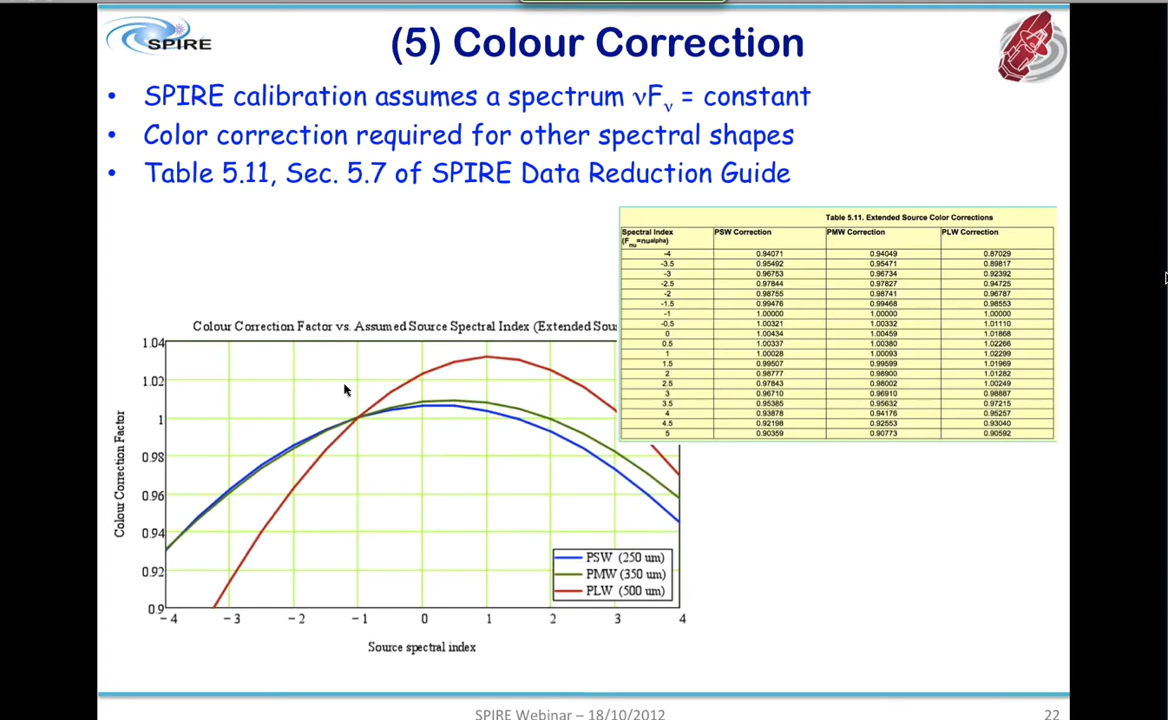 SPIRE
(5) Colour Correction
• SPIRE calibration assumes a spectrum νFν = constant
• Color correction required for other spectral shapes
• Table 5.11, Sec. 5.7 of SPIRE Data Reduction Guide
Table 5.11. Extended Source Color Corrections
Spectral Index (Fnu=nualpha) PSW Correction PMW Correction PLW Correction
-4 0.94071 0.94049 0.87029
-3.5 0.95492 0.95471 0.89817
-3 0.96753 0.96734 0.92392
-2.5 0.97844 0.97827 0.94725
-2 0.98755 0.98741 0.96787
-1.5 0.99476 0.99468 0.98553
-1 1.00000 1.00000 1.00000
-0.5 1.00321 1.00332 1.01110
0 1.00434 1.00459 1.01868
0.5 1.00337 1.00380 1.02266
1 1.00028 1.00093 1.02299
1.5 0.99507 0.99599 1.01969
2 0.98777 0.98900 1.01282
2.5 0.97843 0.98002 1.00249
3 0.96710 0.96910 0.98887
3.5 0.95385 0.95632 0.97215
4 0.93878 0.94176 0.95257
4.5 0.92198 0.92553 0.93040
5 0.90359 0.90773 0.90592
Colour Correction Factor vs. Assumed Source Spectral Index (Extended Sou
1.04
1.02
1
0.98
0.96
0.94
0.92
0.9
Colour Correction Factor
PSW (250 um)
PMW (350 um)
PLW (500 um)
-4 -3 -2 -1 0 1 2 3 4
Source spectral index
SPIRE Webinar – 18/10/2012
22